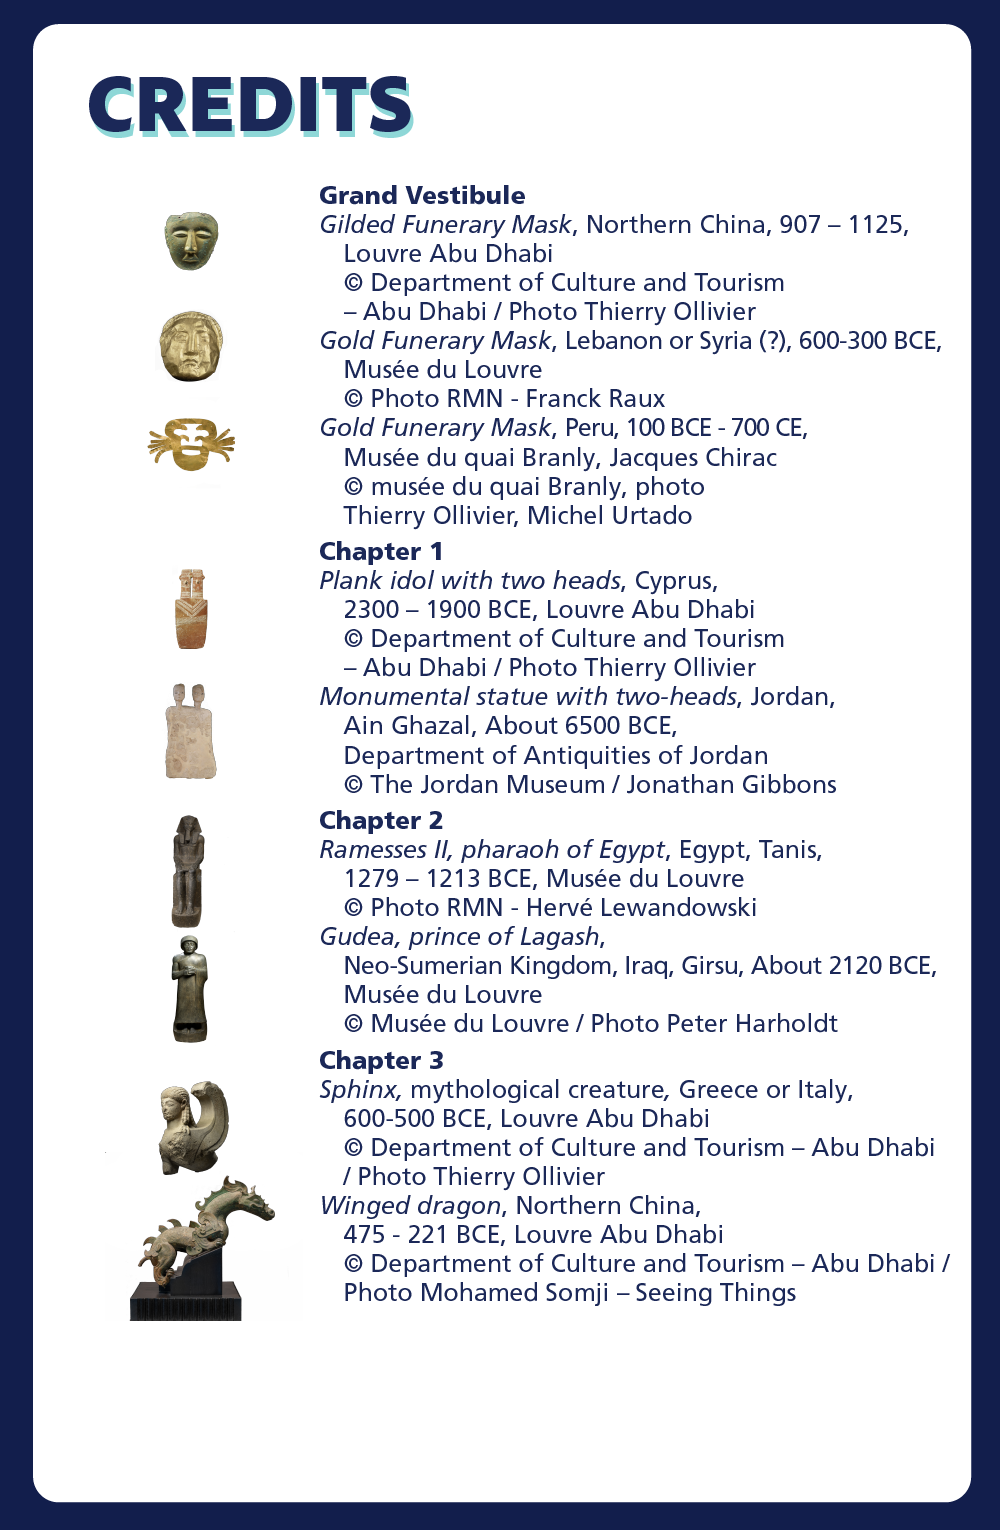 CREDITS
Grand Vestibule
Gilded Funerary Mask, Northern China, 907 – 1125,
Louvre Abu Dhabi
© Department of Culture and Tourism
– Abu Dhabi / Photo Thierry Ollivier
Gold Funerary Mask, Lebanon or Syria (?), 600-300 BCE,
Musée du Louvre
© Photo RMN - Franck Raux
Gold Funerary Mask, Peru, 100 BCE - 700 CE,
Musée du quai Branly, Jacques Chirac
© musée du quai Branly, photo
Thierry Ollivier, Michel Urtado
Chapter 1
Plank idol with two heads, Cyprus,
2300 – 1900 BCE, Louvre Abu Dhabi
© Department of Culture and Tourism
– Abu Dhabi / Photo Thierry Ollivier
Monumental statue with two-heads, Jordan,
Ain Ghazal, About 6500 BCE,
Department of Antiquities of Jordan
© The Jordan Museum / Jonathan Gibbons
Chapter 2
Ramesses II, pharaoh of Egypt, Egypt, Tanis,
1279 – 1213 BCE, Musée du Louvre
© Photo RMN - Hervé Lewandowski
Gudea, prince of Lagash,
Neo-Sumerian Kingdom, Iraq, Girsu, About 2120 BCE,
Musée du Louvre
© Musée du Louvre / Photo Peter Harholdt
Chapter 3
Sphinx, mythological creature, Greece or Italy,
600-500 BCE, Louvre Abu Dhabi
© Department of Culture and Tourism – Abu Dhabi
/ Photo Thierry Ollivier
Winged dragon, Northern China,
475 - 221 BCE, Louvre Abu Dhabi
© Department of Culture and Tourism – Abu Dhabi /
Photo Mohamed Somji – Seeing Things